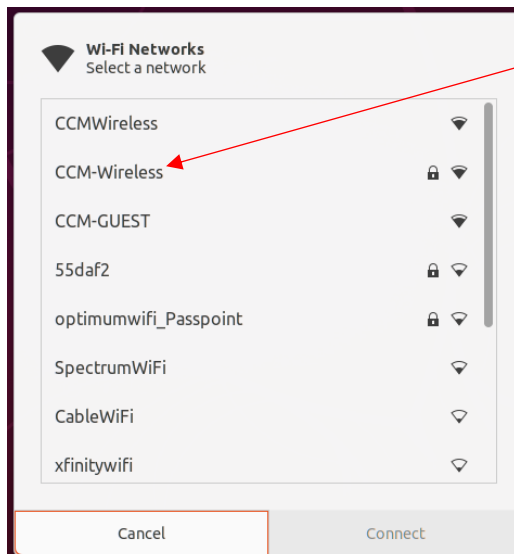 Wi-Fi Networks
Select a network
CCMWireless
CCM-Wireless
CCM-GUEST
55daf2
optimumwifi_Passpoint
SpectrumWiFi
CableWiFi
xfinitywifi
Cancel
Connect